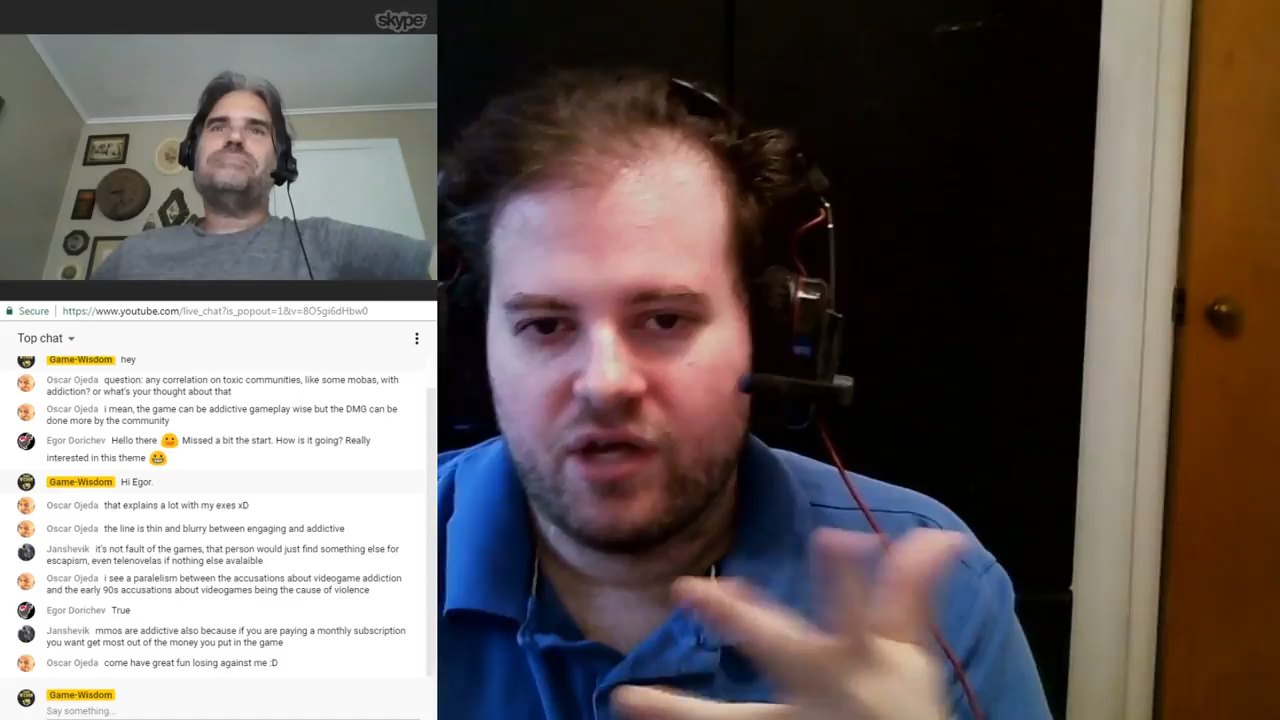 skype
Secure https://www.youtube.com/live_chat?is_popout=1&v=8O5gi6dHbw0
Top chat
Game-Wisdom hey
Oscar Ojeda question: any correlation on toxic communities, like some mobas, with
addiction? or what's your thought about that
Oscar Ojeda i mean, the game can be addictive gameplay wise but the DMG can be
done more by the community
Egor Dorichev Hello there Missed a bit the start. How is it going? Really
interested in this theme
Game-Wisdom Hi Egor.
Oscar Ojeda that explains a lot with my exes xD
Oscar Ojeda the line is thin and blurry between engaging and addictive
Janshevik it's not fault of the games, that person would just find something else for
escapism, even telenovelas if nothing else avalaible
Oscar Ojeda i see a paralelism between the accusations about videogame addiction
and the early 90s accusations about videogames being the cause of violence
Egor Dorichev True
Janshevik mmos are addictive also because if you are paying a monthly subscription
you want get most out of the money you put in the game
Oscar Ojeda come have great fun losing against me :D
Game-Wisdom
Say something...